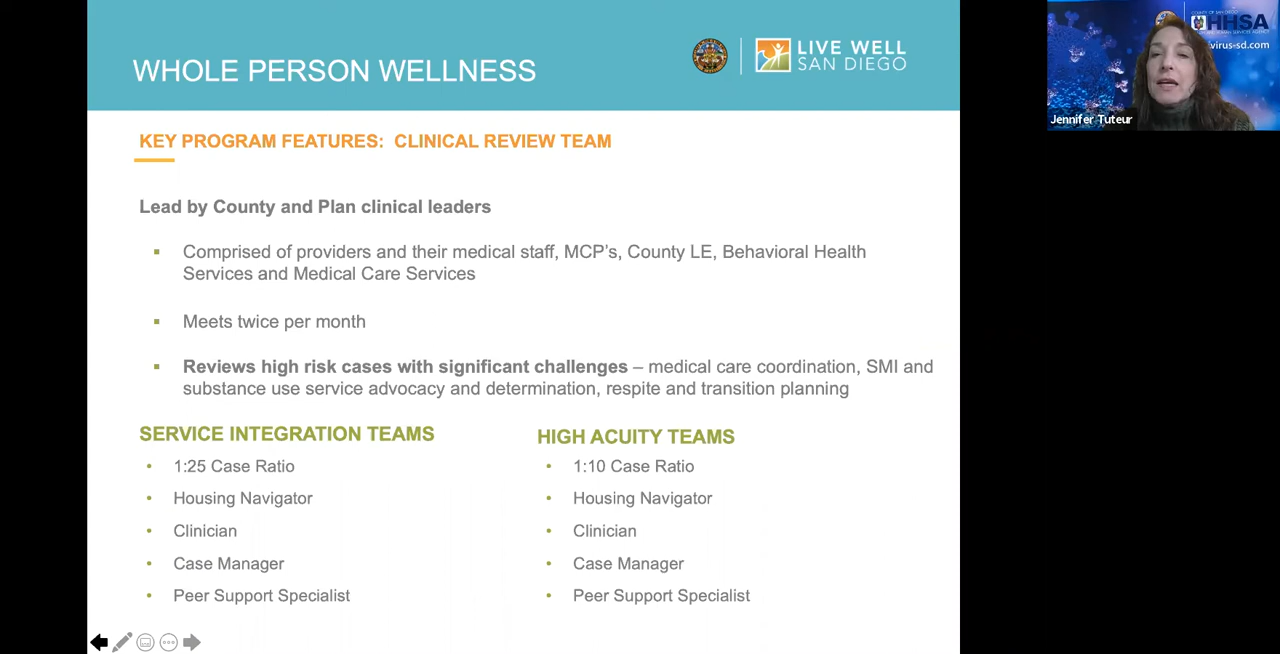 WHOLE PERSON WELLNESS
LIVE WELL
SAN DIEGO
KEY PROGRAM FEATURES:  CLINICAL REVIEW TEAM
Lead by County and Plan clinical leaders
Comprised of providers and their medical staff, MCP's, County LE, Behavioral Health
Services and Medical Care Services
Meets twice per month
Reviews high risk cases with significant challenges – medical care coordination, SMI and
substance use service advocacy and determination, respite and transition planning
SERVICE INTEGRATION TEAMS
1:25 Case Ratio
Housing Navigator
Clinician
Case Manager
Peer Support Specialist
HIGH ACUITY TEAMS
1:10 Case Ratio
Housing Navigator
Clinician
Case Manager
Peer Support Specialist
COUNTY OF SAN DIEGO
HHSA
virus-sd.com
Jennifer Tuteur